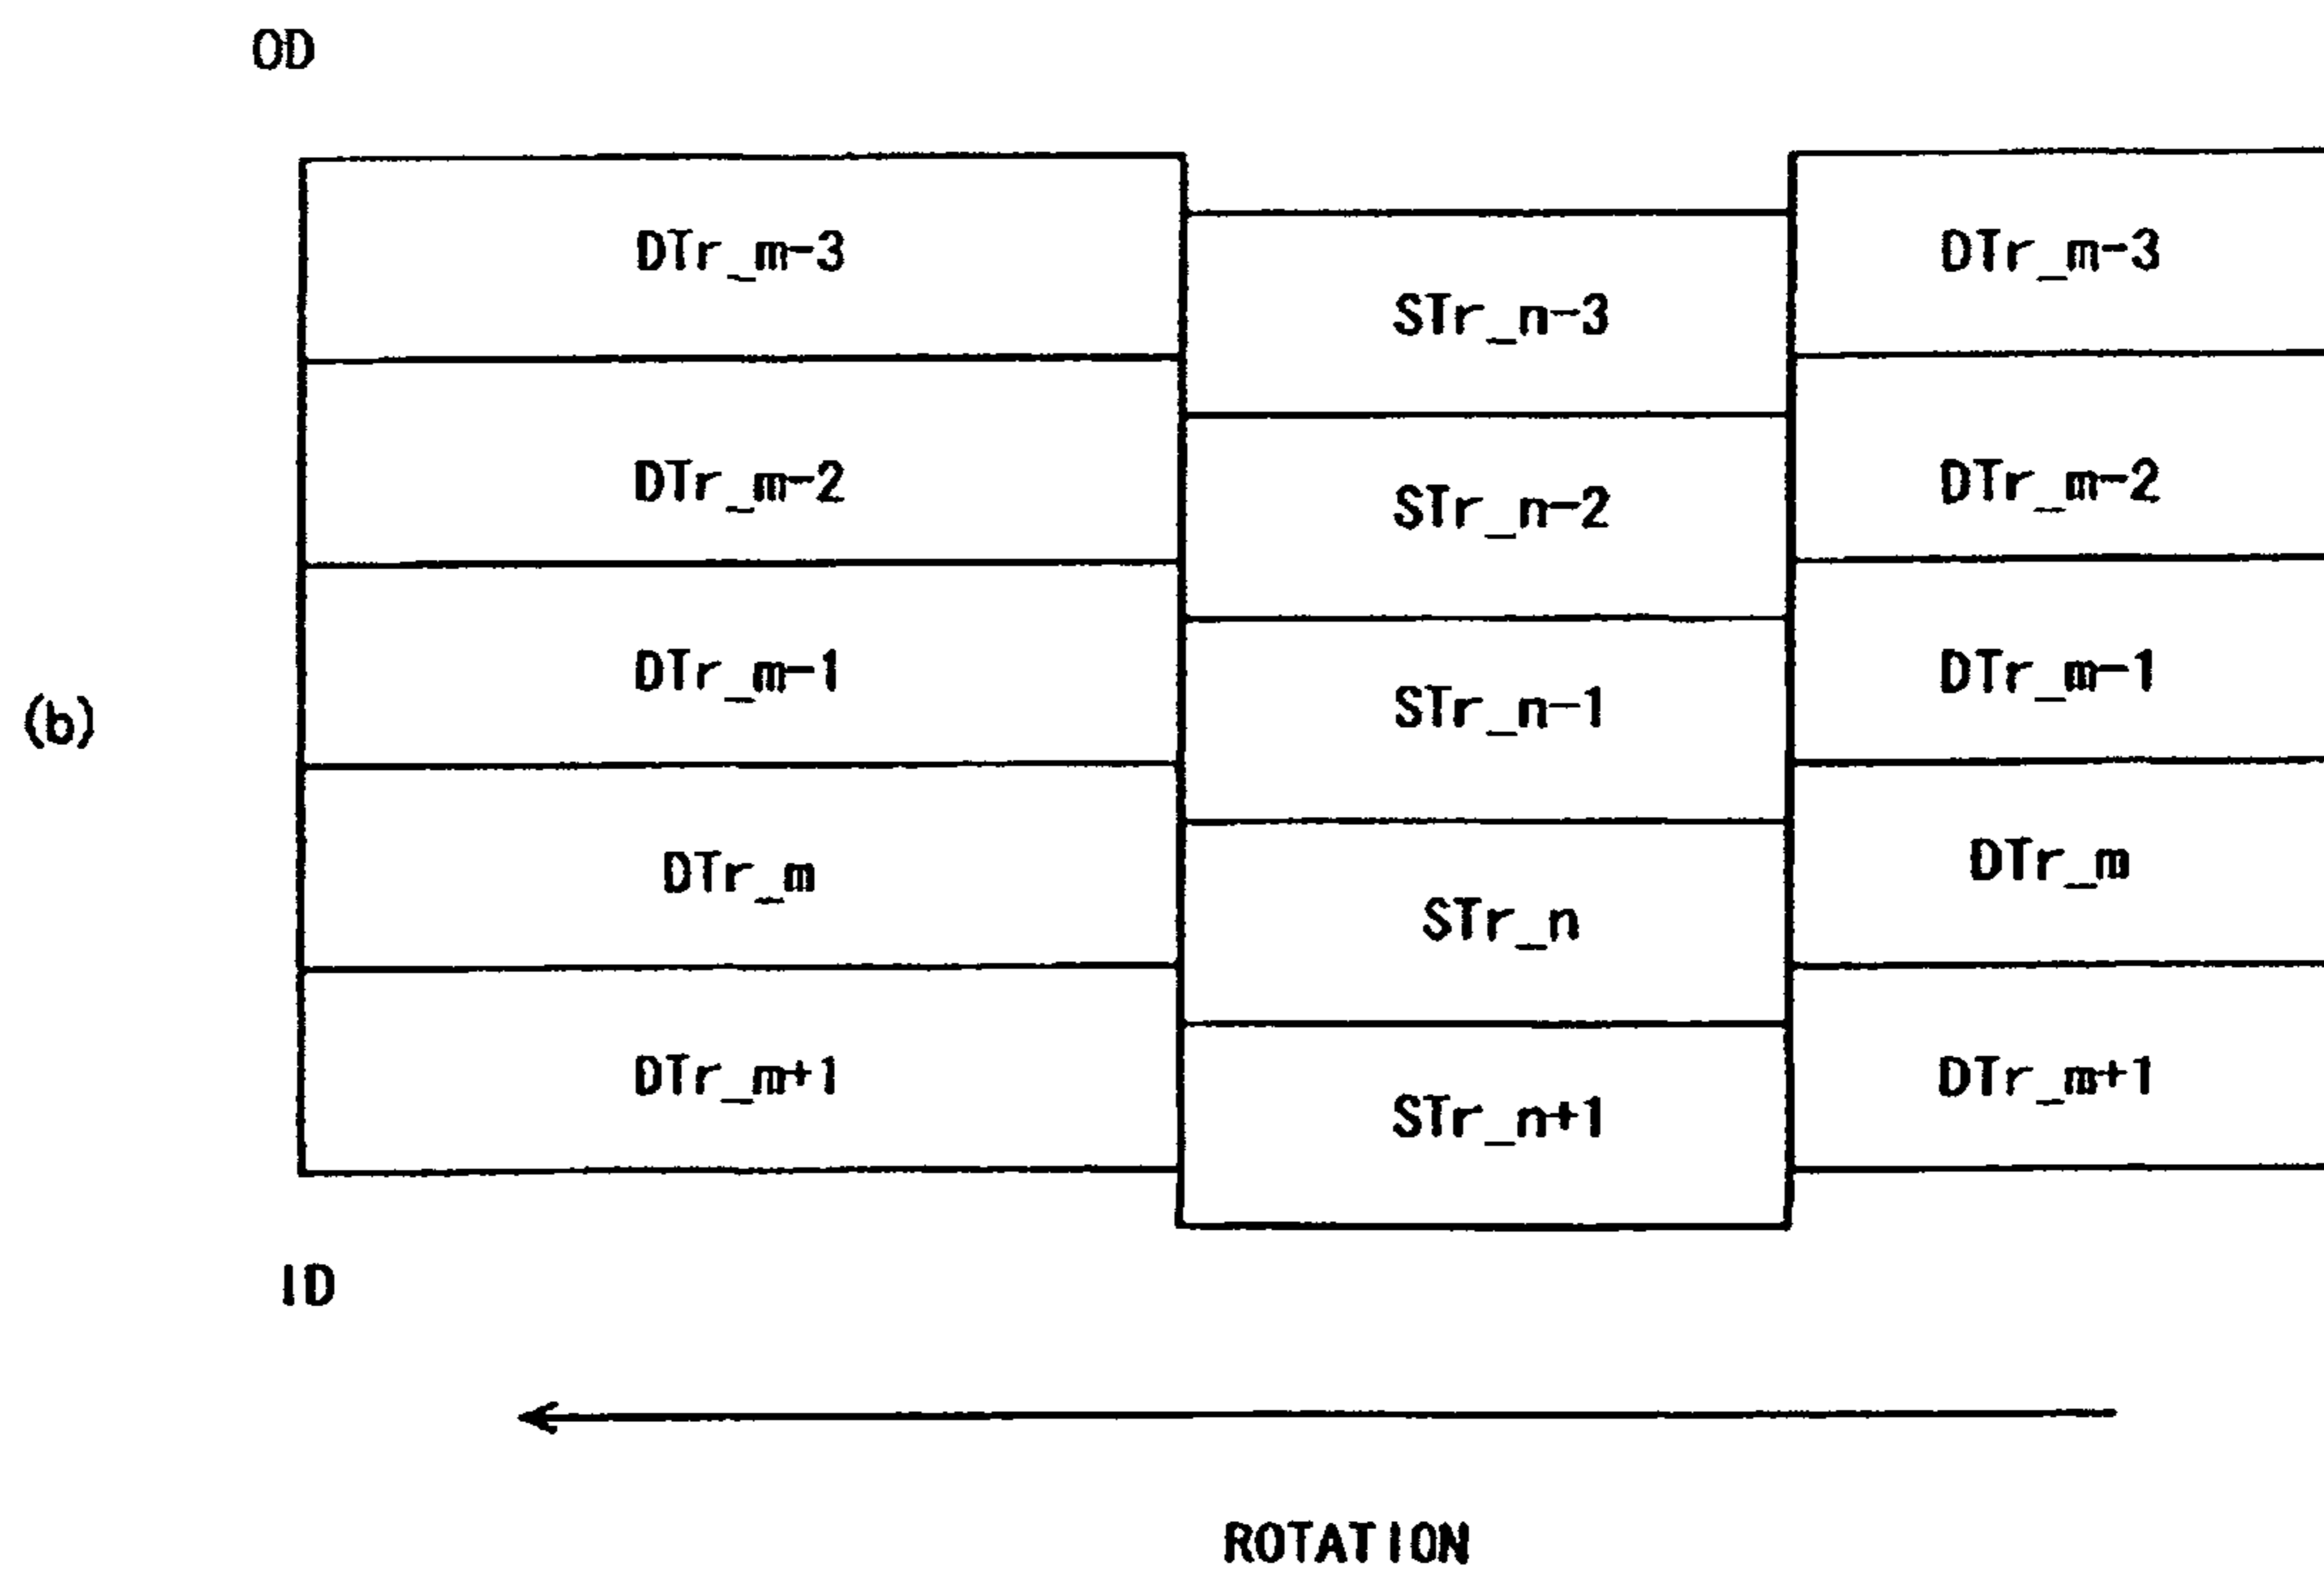 OD
DTr_m-3
STr_n-3
DTr_m-3
DTr_m-2
STr_n-2
DTr_m-2
(b)
DTr_m-1
STr_n-1
DTr_m-1
DTr_m
STr_n
DTr_m
DTr_m+1
STr_n+1
DTr_m+1
ID
ROTATION